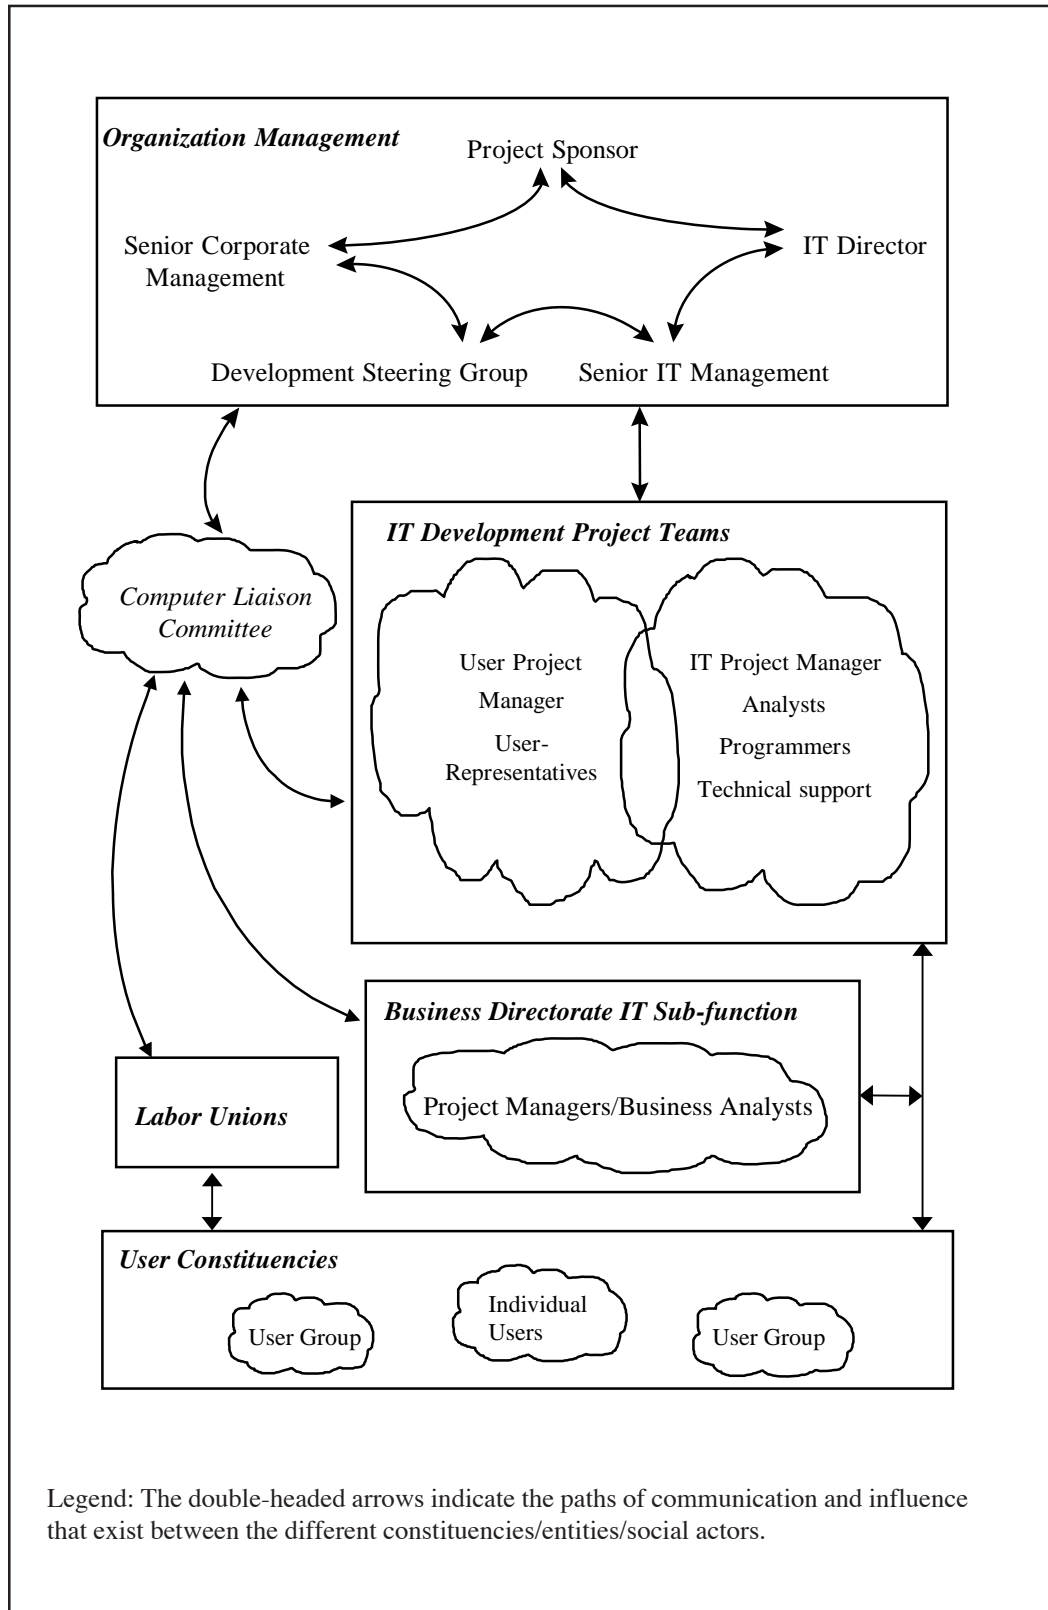 Organization Management
Project Sponsor
Senior Corporate
Management
IT Director
Development Steering Group
Senior IT Management
IT Development Project Teams
Computer Liaison
Committee
User Project
Manager
User-
Representatives
IT Project Manager
Analysts
Programmers
Technical support
Business Directorate IT Sub-function
Project Managers/Business Analysts
Labor Unions
User Constituencies
User Group
Individual
Users
User Group
Legend: The double-headed arrows indicate the paths of communication and influence
that exist between the different constituencies/entities/social actors.